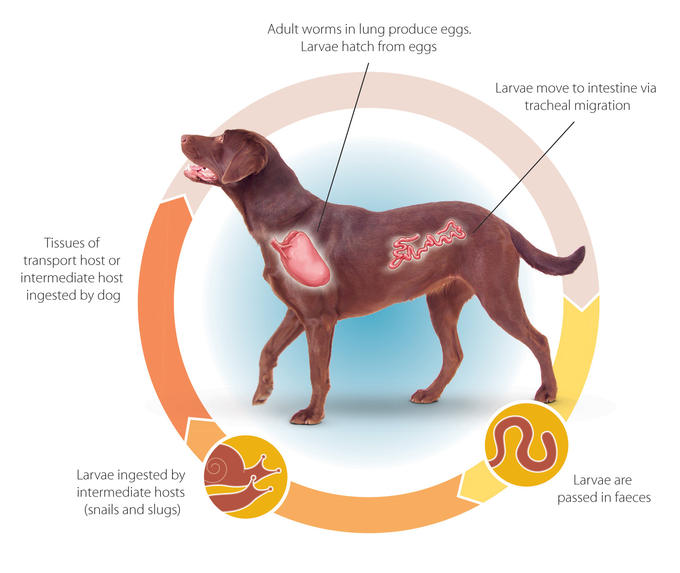 Adult worms in lung produce eggs.
Larvae hatch from eggs
Larvae move to intestine via
tracheal migration
Tissues of
transport host or
intermediate host
ingested by dog
Larvae ingested by
intermediate hosts
(snails and slugs)
Larvae are
passed in faeces